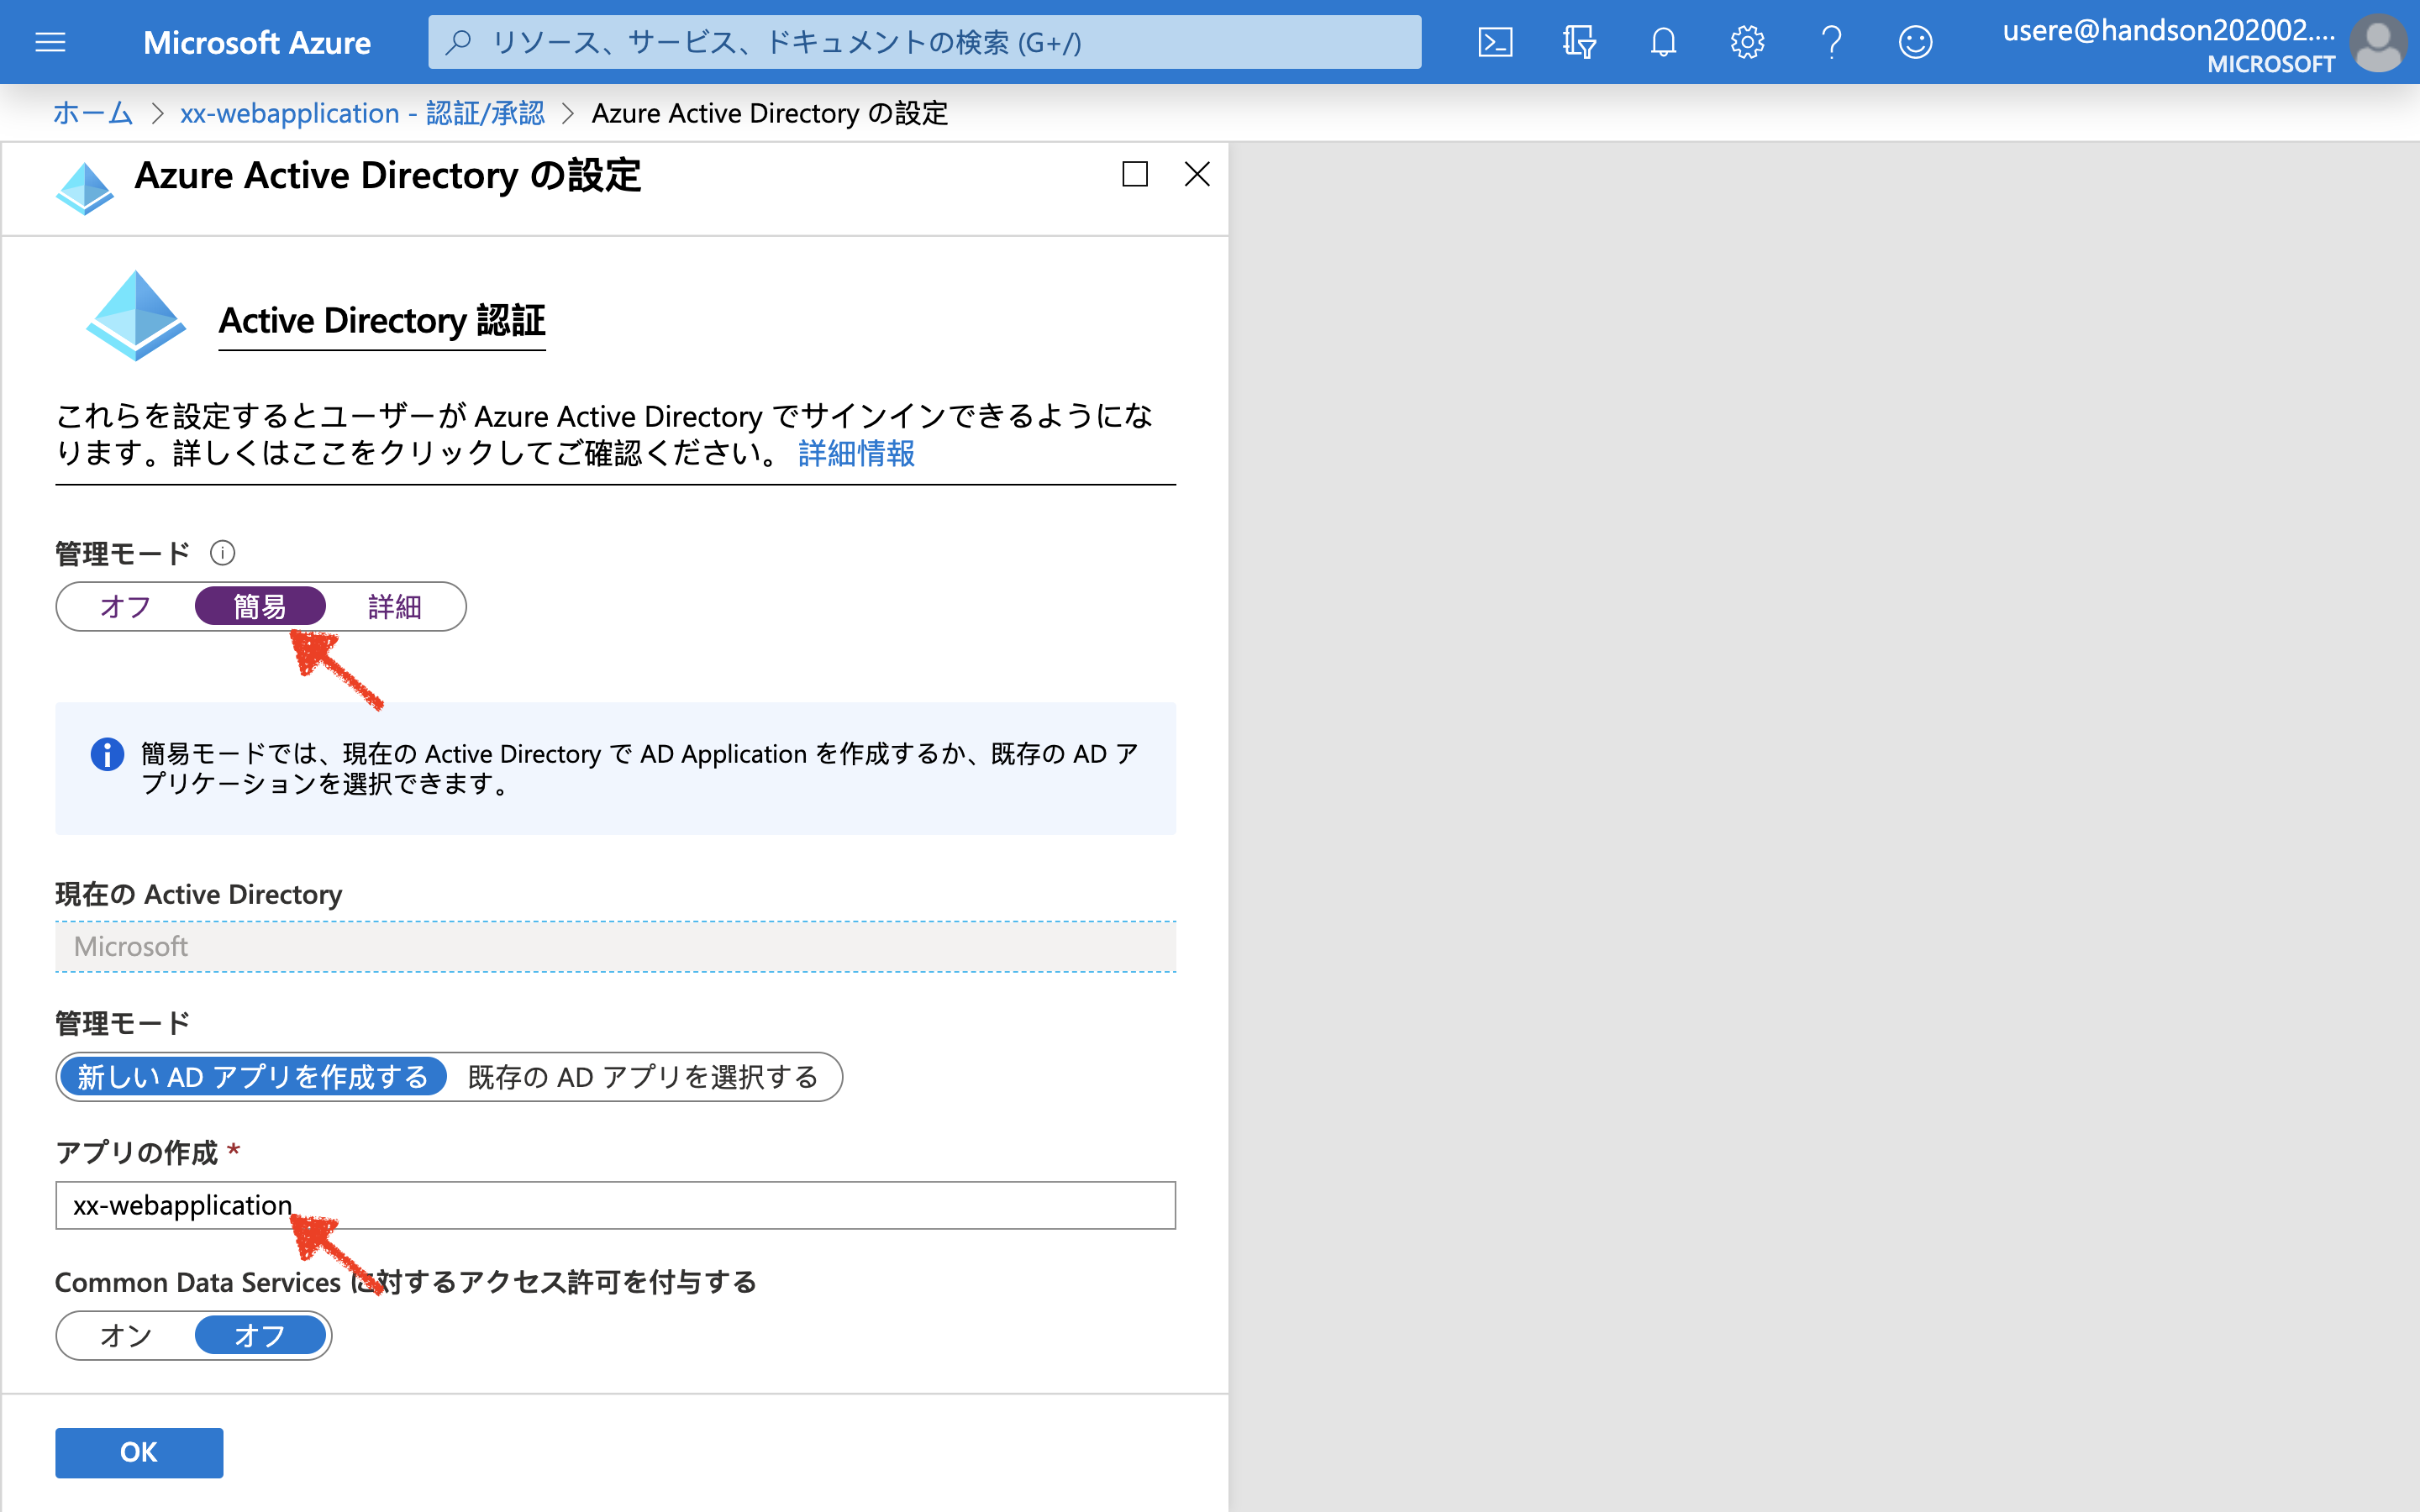 Microsoft Azure
リソース、サービス、ドキュメントの検索 (G+/)
usere@handson202002....
MICROSOFT
ホーム > xx-webapplication - 認証/承認 > Azure Active Directory の設定
Azure Active Directory の設定
Active Directory 認証
これらを設定するとユーザーが Azure Active Directory でサインインできるようにな
ります。詳しくはここをクリックしてご確認ください。 詳細情報
管理モード
オフ 簡易 詳細
簡易モードでは、現在の Active Directory で AD Application を作成するか、既存の AD ア
プリケーションを選択できます。
現在の Active Directory
Microsoft
管理モード
新しい AD アプリを作成する 既存の AD アプリを選択する
アプリの作成 *
xx-webapplication
Common Data Services に対するアクセス許可を付与する
オン オフ
OK